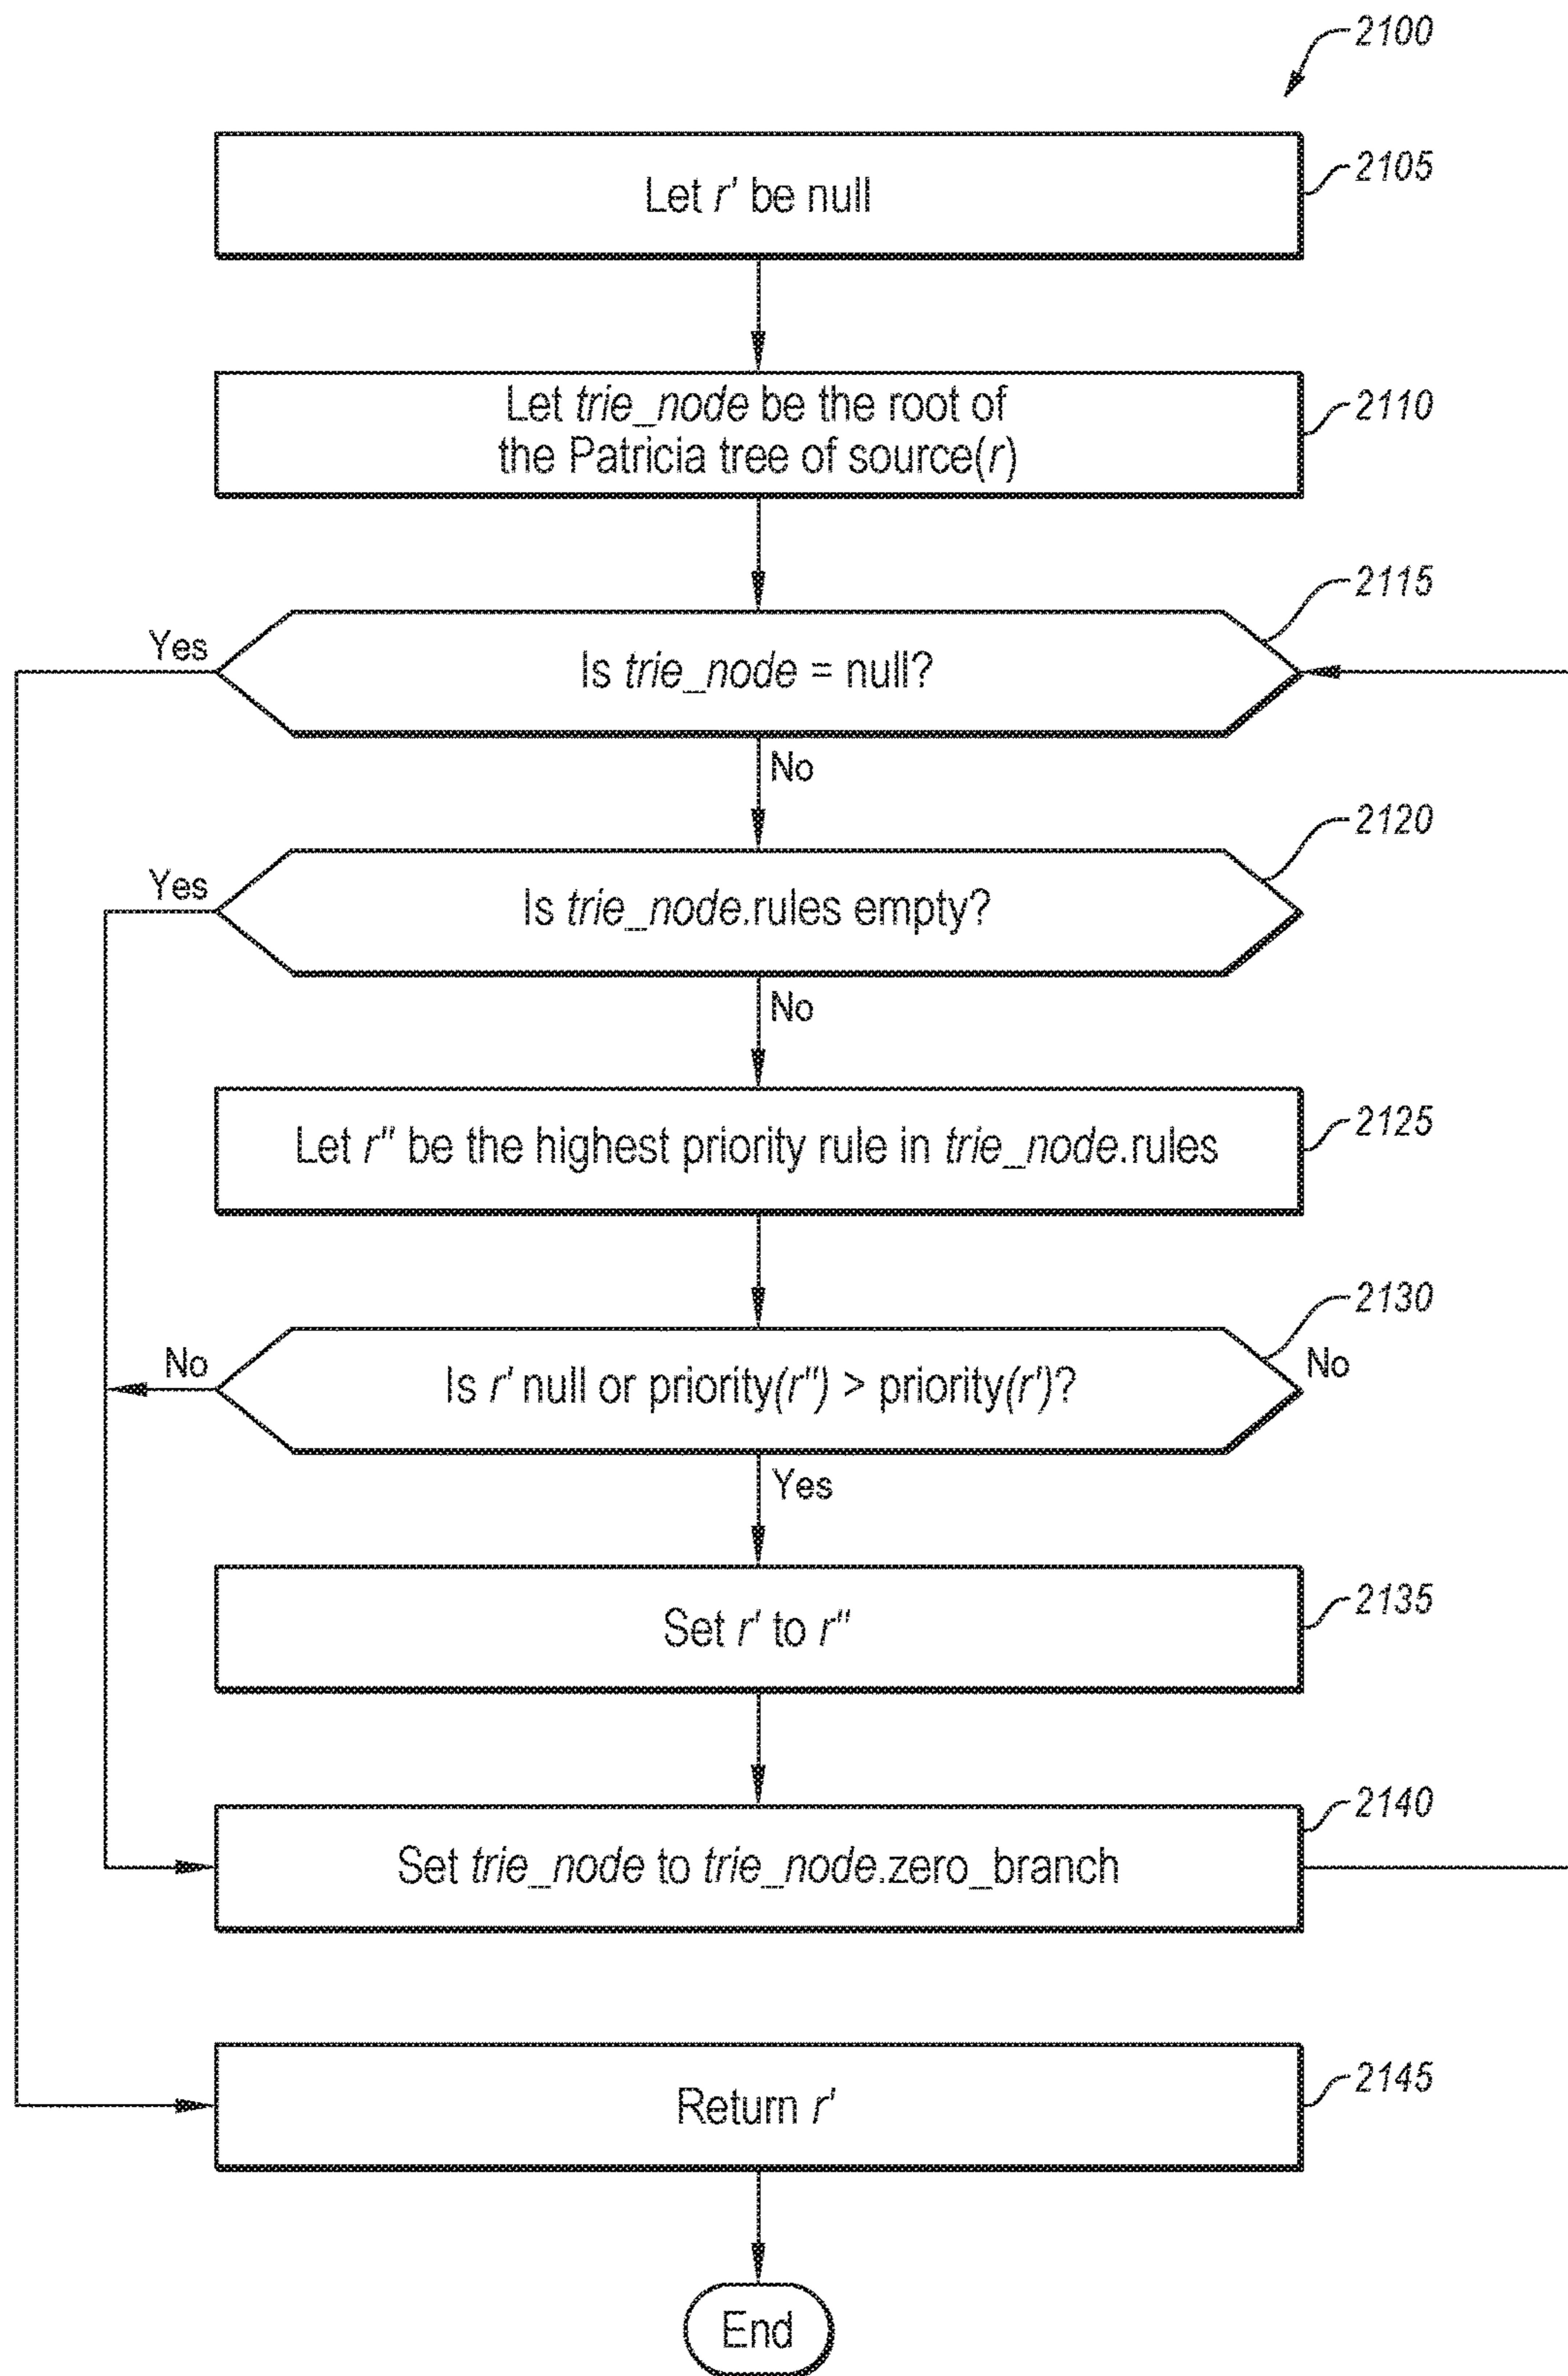 2100
Let r' be null
2105
Let trie_node be the root of
the Patricia tree of source(r)
2110
2115
Yes
Is trie_node = null?
No
2120
Yes
Is trie_node.rules empty?
No
Let r" be the highest priority rule in trie_node.rules
2125
2130
No
Is r' null or priority(r") > priority(r')?
No
Yes
Set r' to r"
2135
Set trie_node to trie_node.zero_branch
2140
Return r'
2145
End